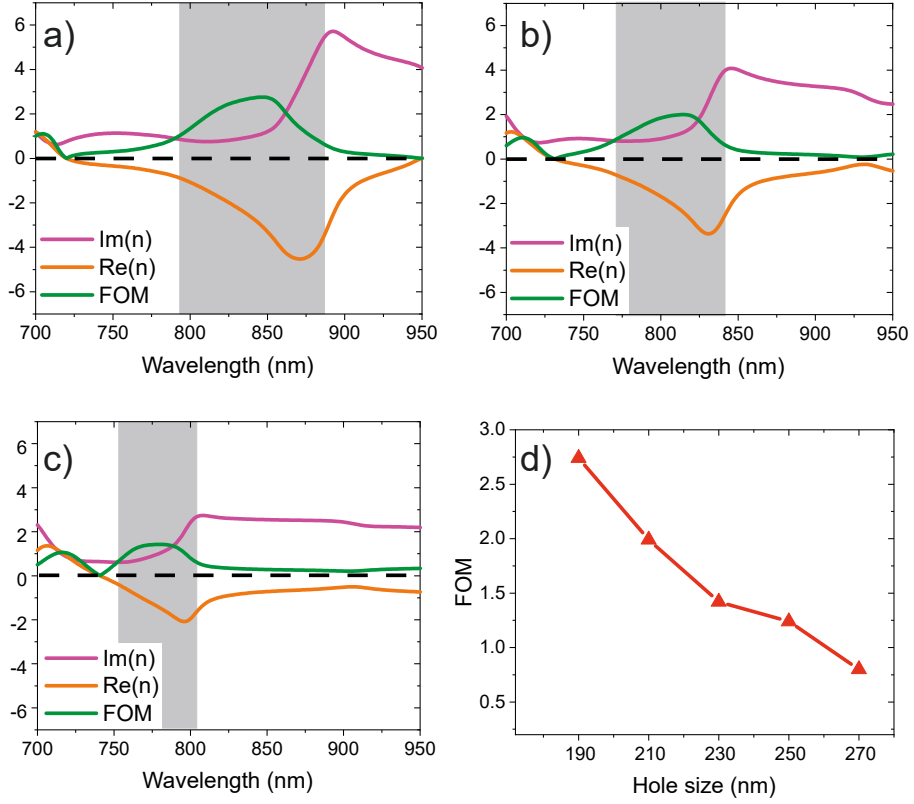 a)
6
4
2
0
-2
-4
-6
Im(n)
Re(n)
FOM
700 750 800 850 900 950
Wavelength (nm)
b)
6
4
2
0
-2
-4
-6
Im(n)
Re(n)
FOM
700 750 800 850 900 950
Wavelength (nm)
c)
6
4
2
0
-2
-4
-6
Im(n)
Re(n)
FOM
700 750 800 850 900 950
Wavelength (nm)
d)
FOM
3.0
2.5
2.0
1.5
1.0
0.5
190 210 230 250 270
Hole size (nm)